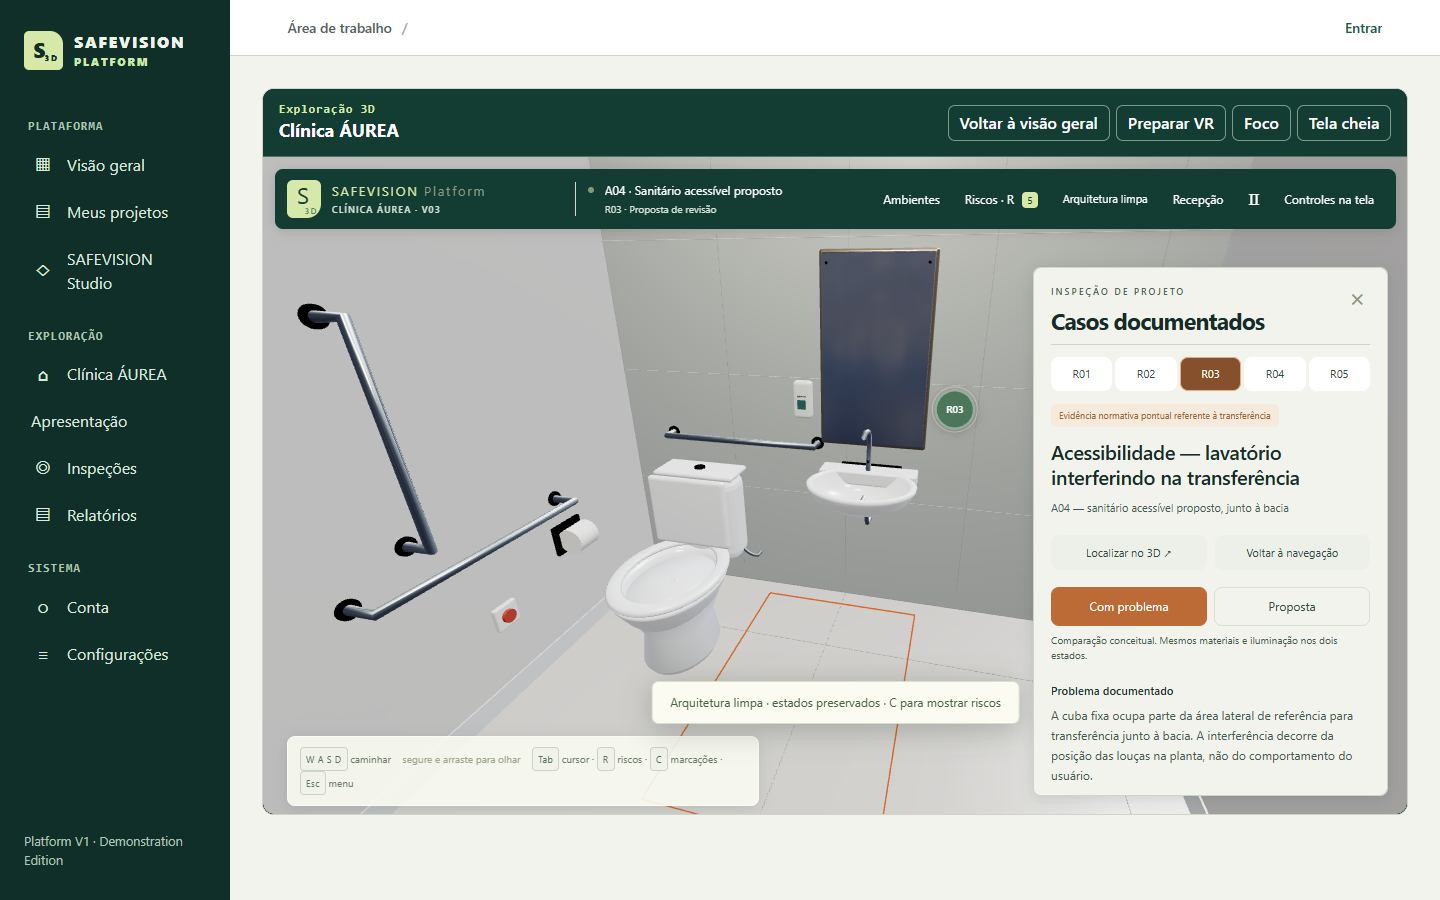 S3D
SAFEVISION
PLATFORM
PLATAFORMA
Visão geral
Meus projetos
SAFEVISION
Studio
EXPLORAÇÃO
Clínica ÁUREA
Apresentação
Inspeções
Relatórios
SISTEMA
Conta
Configurações
Platform V1 · Demonstration
Edition
Área de trabalho /
Entrar
Exploração 3D
Clínica ÁUREA
Voltar à visão geral
Preparar VR
Foco
Tela cheia
S
3D
SAFEVISION Platform
CLÍNICA ÁUREA · V03
A04 · Sanitário acessível proposto
R03 · Proposta de revisão
Ambientes
Riscos · R 5
Arquitetura limpa
Recepção
Controles na tela
R03
INSPEÇÃO DE PROJETO
Casos documentados
R01
R02
R03
R04
R05
Evidência normativa pontual referente à transferência
Acessibilidade — lavatório
interferindo na transferência
A04 — sanitário acessível proposto, junto à bacia
Localizar no 3D ↗
Voltar à navegação
Com problema
Proposta
Comparação conceitual. Mesmos materiais e iluminação nos dois
estados.
Problema documentado
A cuba fixa ocupa parte da área lateral de referência para
transferência junto à bacia. A interferência decorre da
posição das louças na planta, não do comportamento do
usuário.
Arquitetura limpa · estados preservados · C para mostrar riscos
W A S D caminhar segure e arraste para olhar Tab cursor · R riscos · C marcações ·
Esc menu